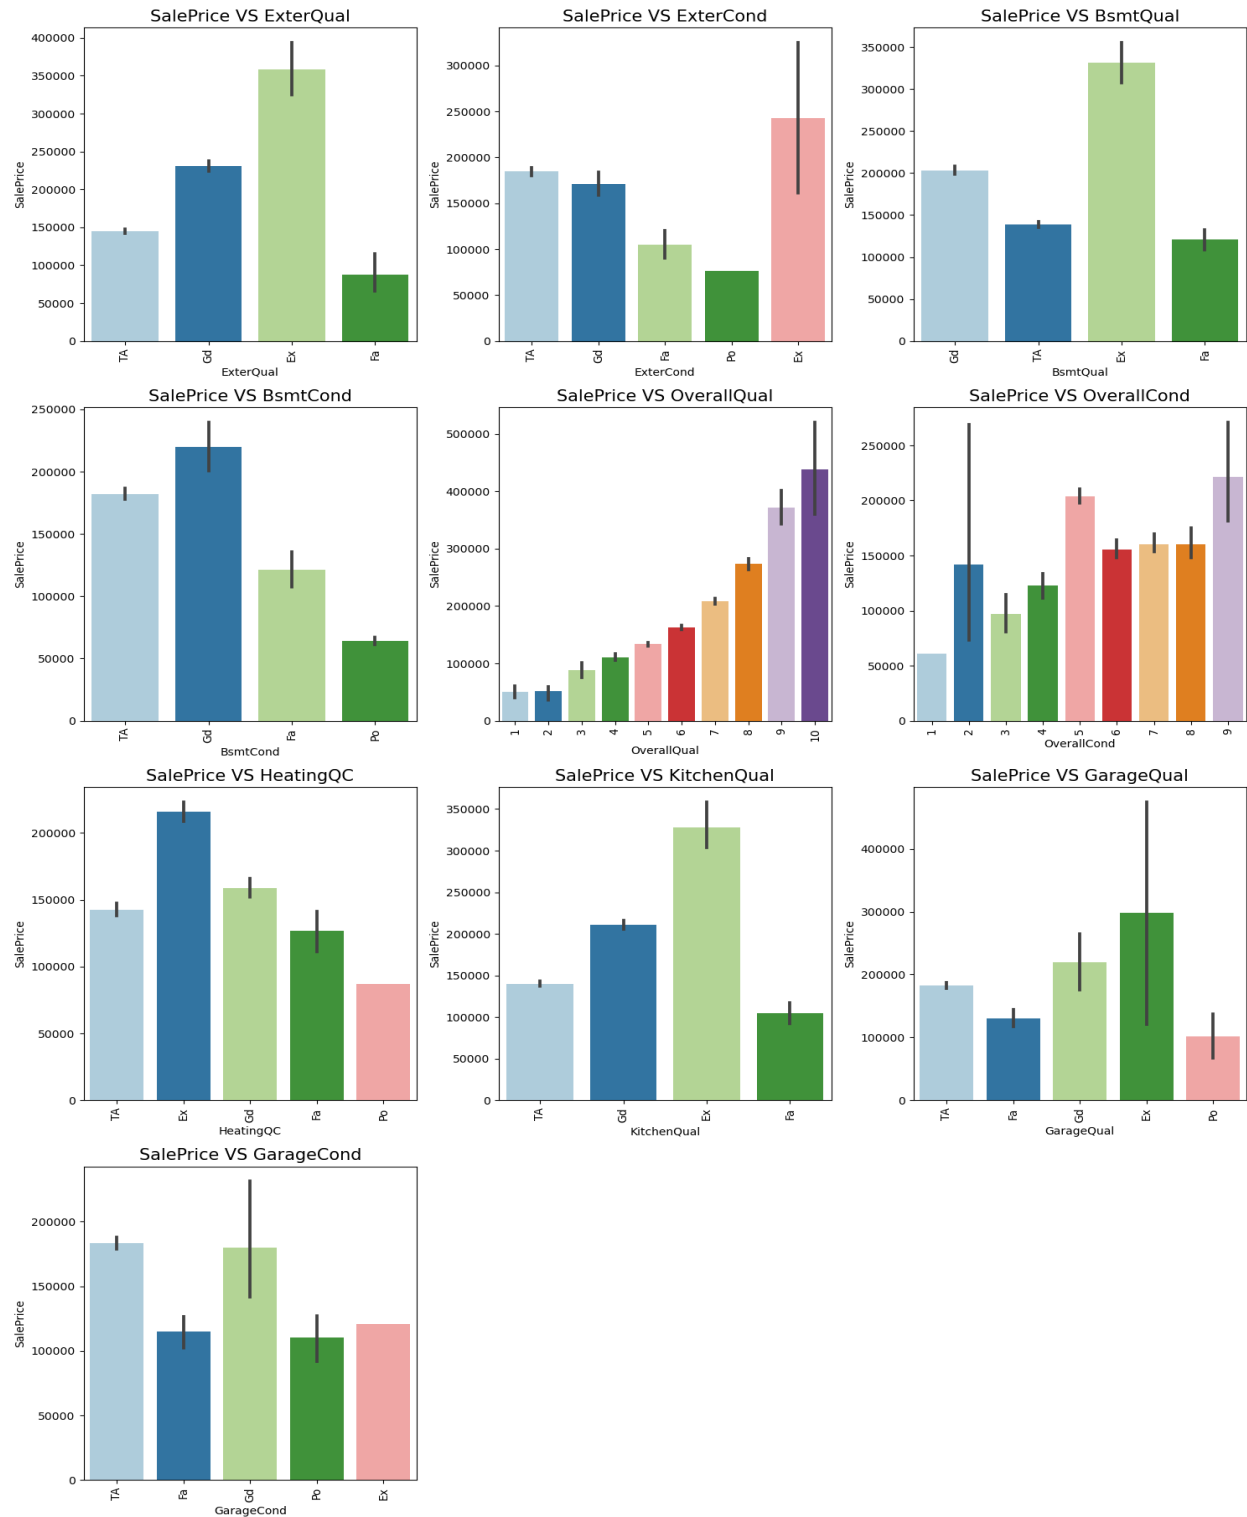 SalePrice VS ExterQual
400000
350000
300000
250000
200000
150000
100000
50000
0
SalePrice
TA Gd Ex Fa
ExterQual
SalePrice VS ExterCond
300000
250000
200000
150000
100000
50000
0
SalePrice
TA Gd Fa Po Ex
ExterCond
SalePrice VS BsmtQual
350000
300000
250000
200000
150000
100000
50000
0
SalePrice
Gd TA Ex Fa
BsmtQual
SalePrice VS BsmtCond
250000
200000
150000
100000
50000
0
SalePrice
TA Gd Fa Po
BsmtCond
SalePrice VS OverallQual
500000
400000
300000
200000
100000
0
SalePrice
1 2 3 4 5 6 7 8 9 10
OverallQual
SalePrice VS OverallCond
250000
200000
150000
100000
50000
0
SalePrice
1 2 3 4 5 6 7 8 9
OverallCond
SalePrice VS HeatingQC
200000
150000
100000
50000
0
SalePrice
TA Ex Gd Fa Po
HeatingQC
SalePrice VS KitchenQual
350000
300000
250000
200000
150000
100000
50000
0
SalePrice
TA Gd Ex Fa
KitchenQual
SalePrice VS GarageQual
400000
300000
200000
100000
0
SalePrice
TA Fa Gd Ex Po
GarageQual
SalePrice VS GarageCond
200000
150000
100000
50000
0
SalePrice
TA Fa Gd Po Ex
GarageCond